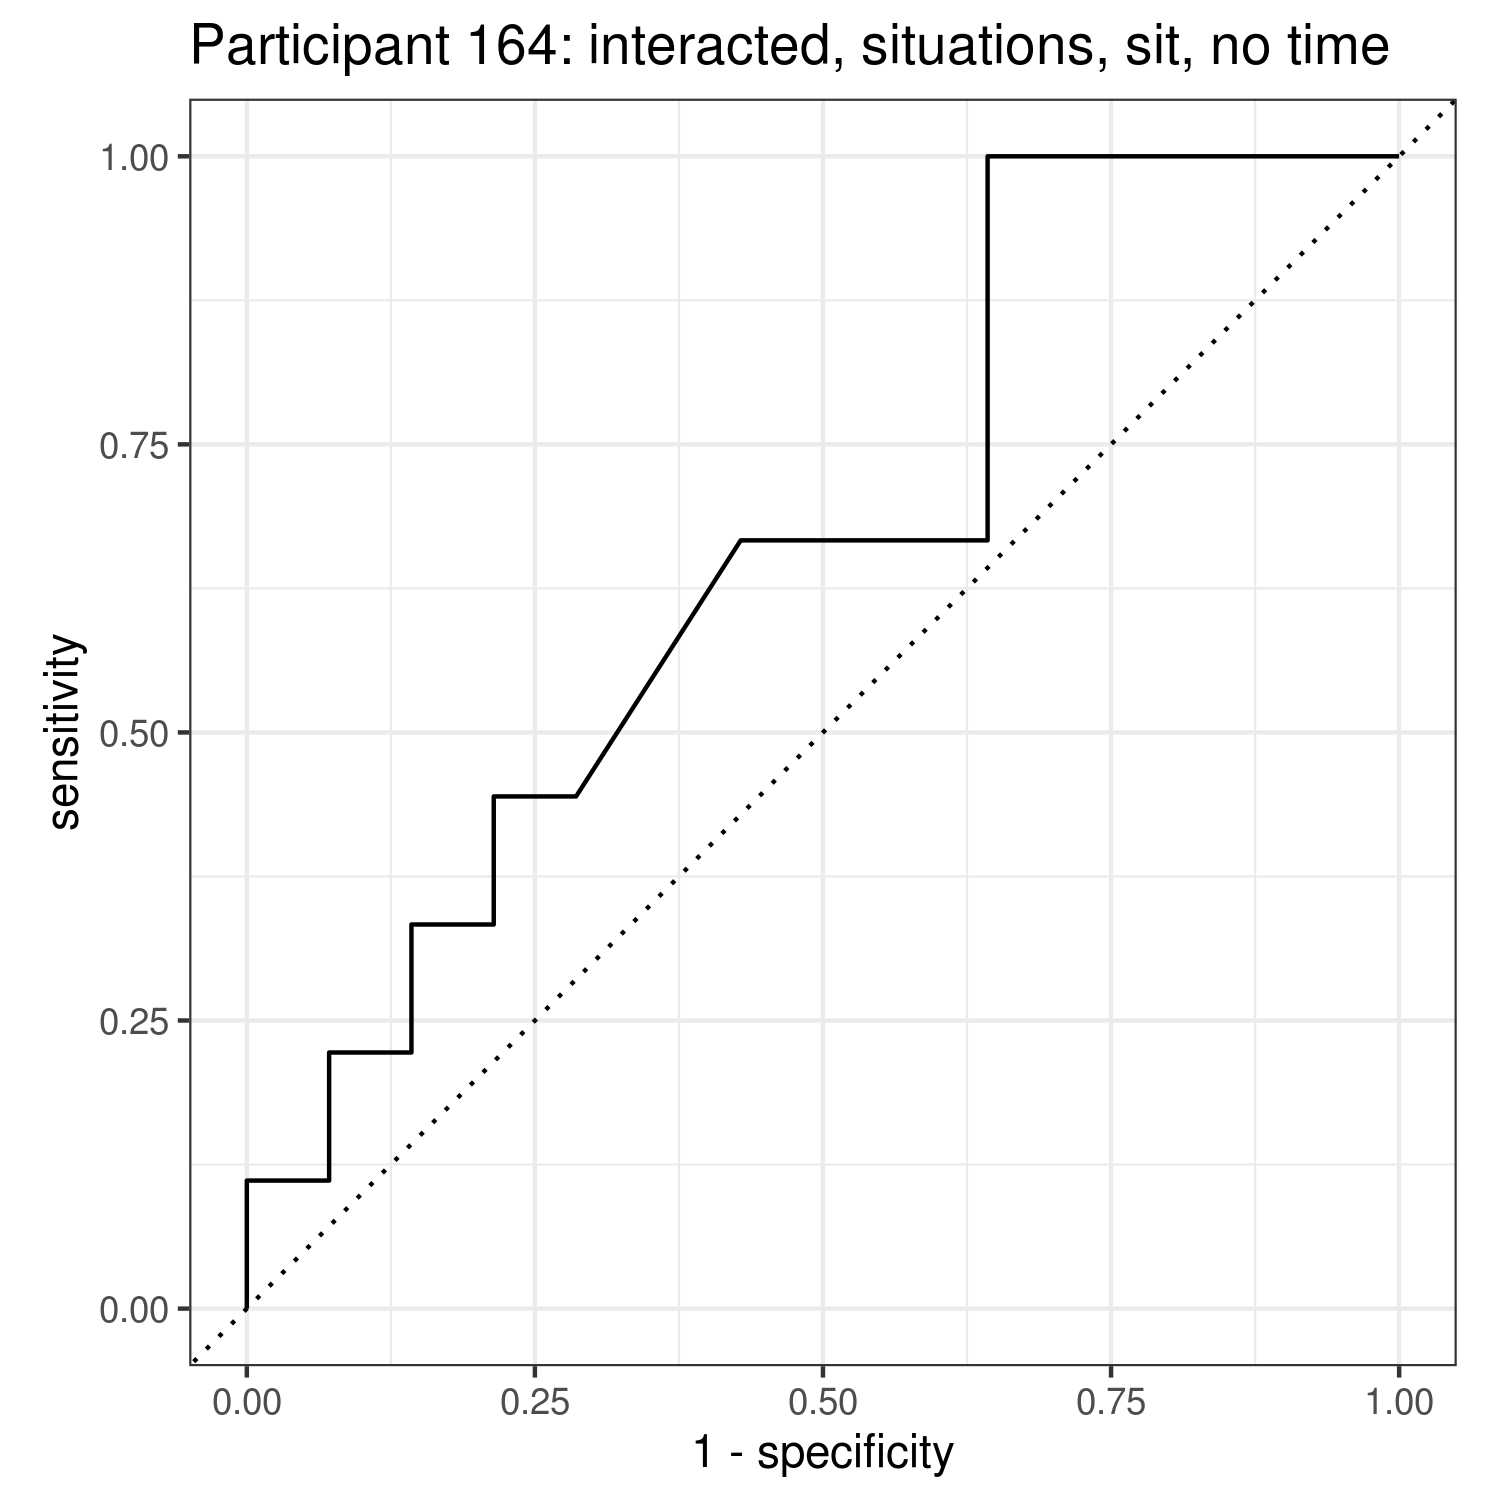 Participant 164: interacted, situations, sit, no time
1.00
0.75
0.50
0.25
0.00
sensitivity
0.00 0.25 0.50 0.75 1.00
1 - specificity